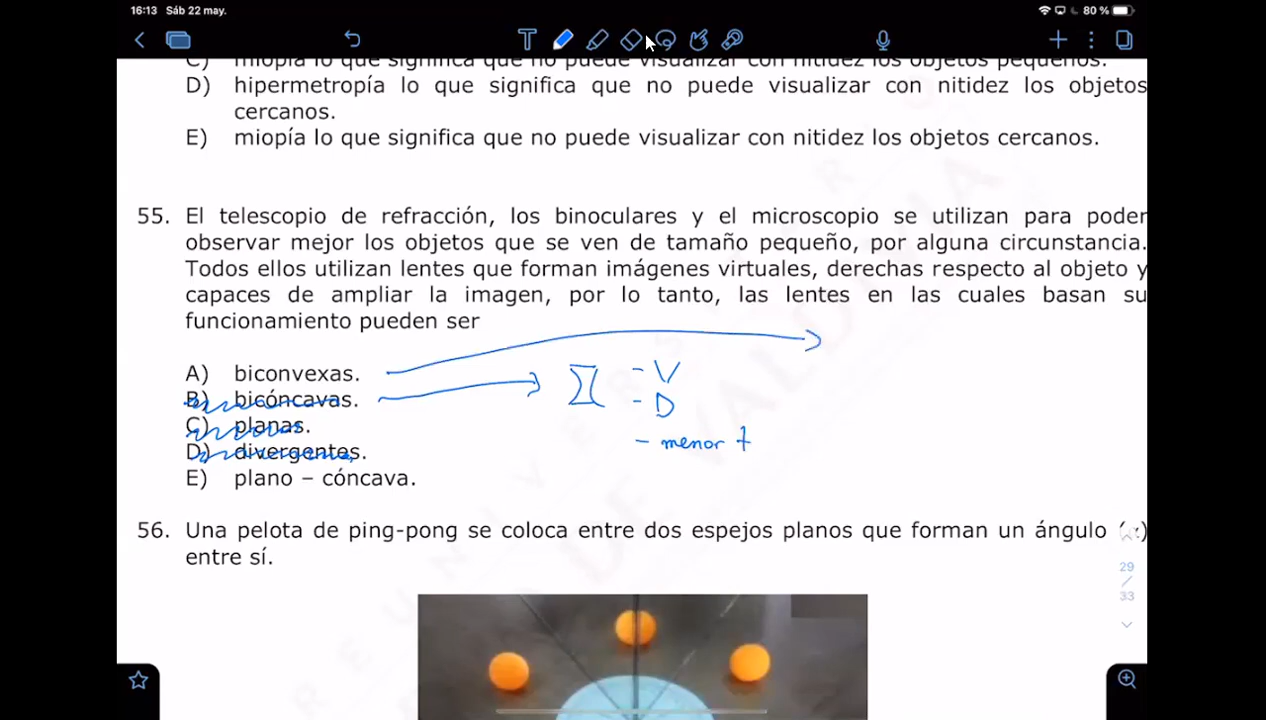 16:13 Sáb 22 may.
80 %
C) miopía lo que significa que no puede visualizar con nitidez los objetos pequeños.
D) hipermetropía lo que significa que no puede visualizar con nitidez los objetos
cercanos.
E) miopía lo que significa que no puede visualizar con nitidez los objetos cercanos.
55. El telescopio de refracción, los binoculares y el microscopio se utilizan para poder
observar mejor los objetos que se ven de tamaño pequeño, por alguna circunstancia.
Todos ellos utilizan lentes que forman imágenes virtuales, derechas respecto al objeto y
capaces de ampliar la imagen, por lo tanto, las lentes en las cuales basan su
funcionamiento pueden ser
A) biconvexas.
- V
B) bicóncavas.
- D
C) planas.
- menor t
D) divergentes.
E) plano – cóncava.
56. Una pelota de ping-pong se coloca entre dos espejos planos que forman un ángulo
entre sí.
29
33